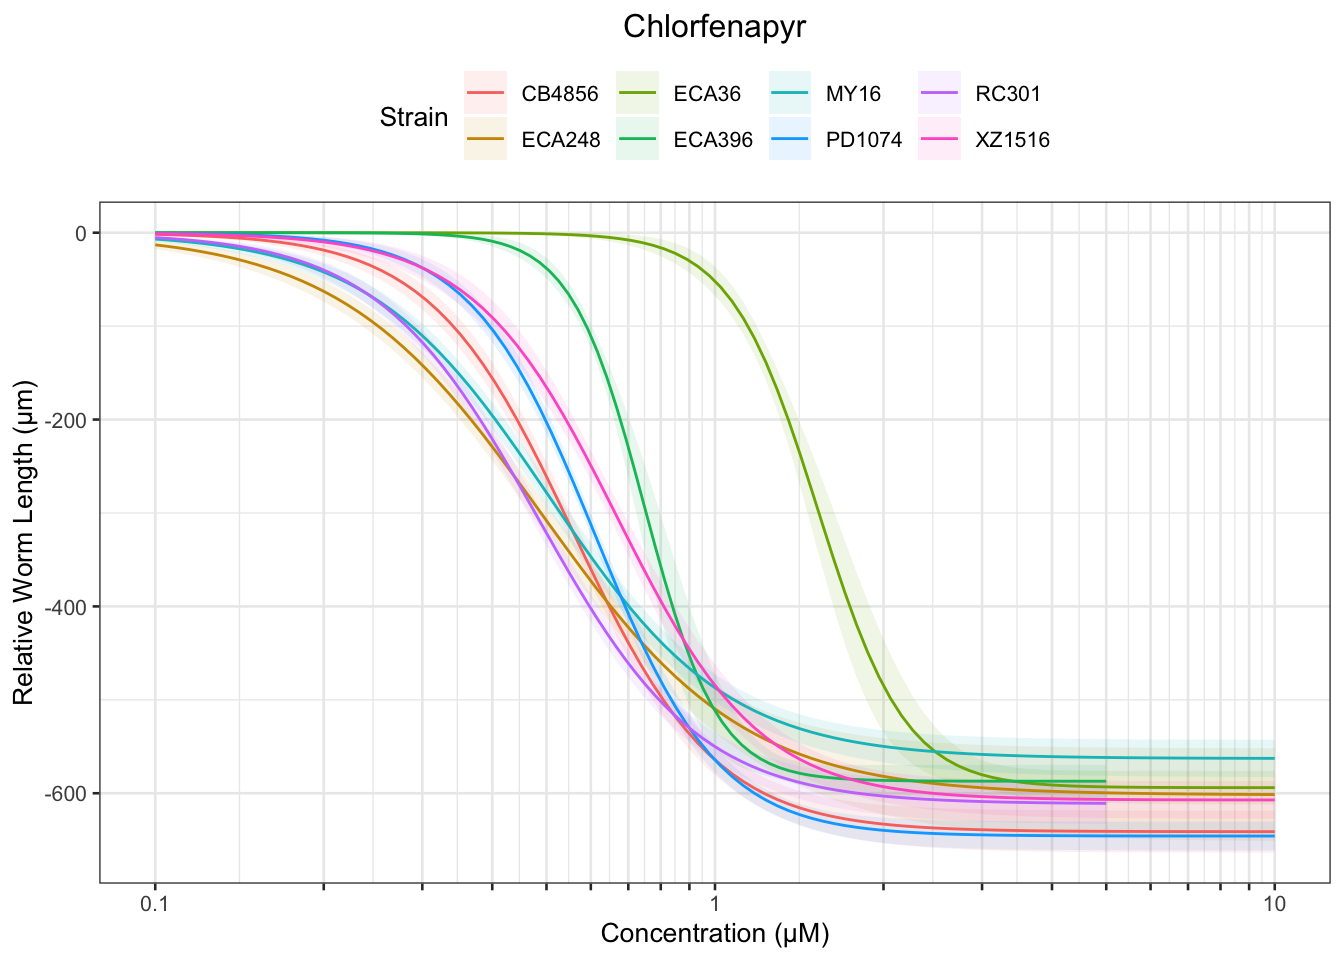 Chlorfenapyr
Strain
CB4856 ECA36 MY16 RC301
ECA248 ECA396 PD1074 XZ1516
Relative Worm Length (µm)
0
-200
-400
-600
0.1 1 10
Concentration (µM)